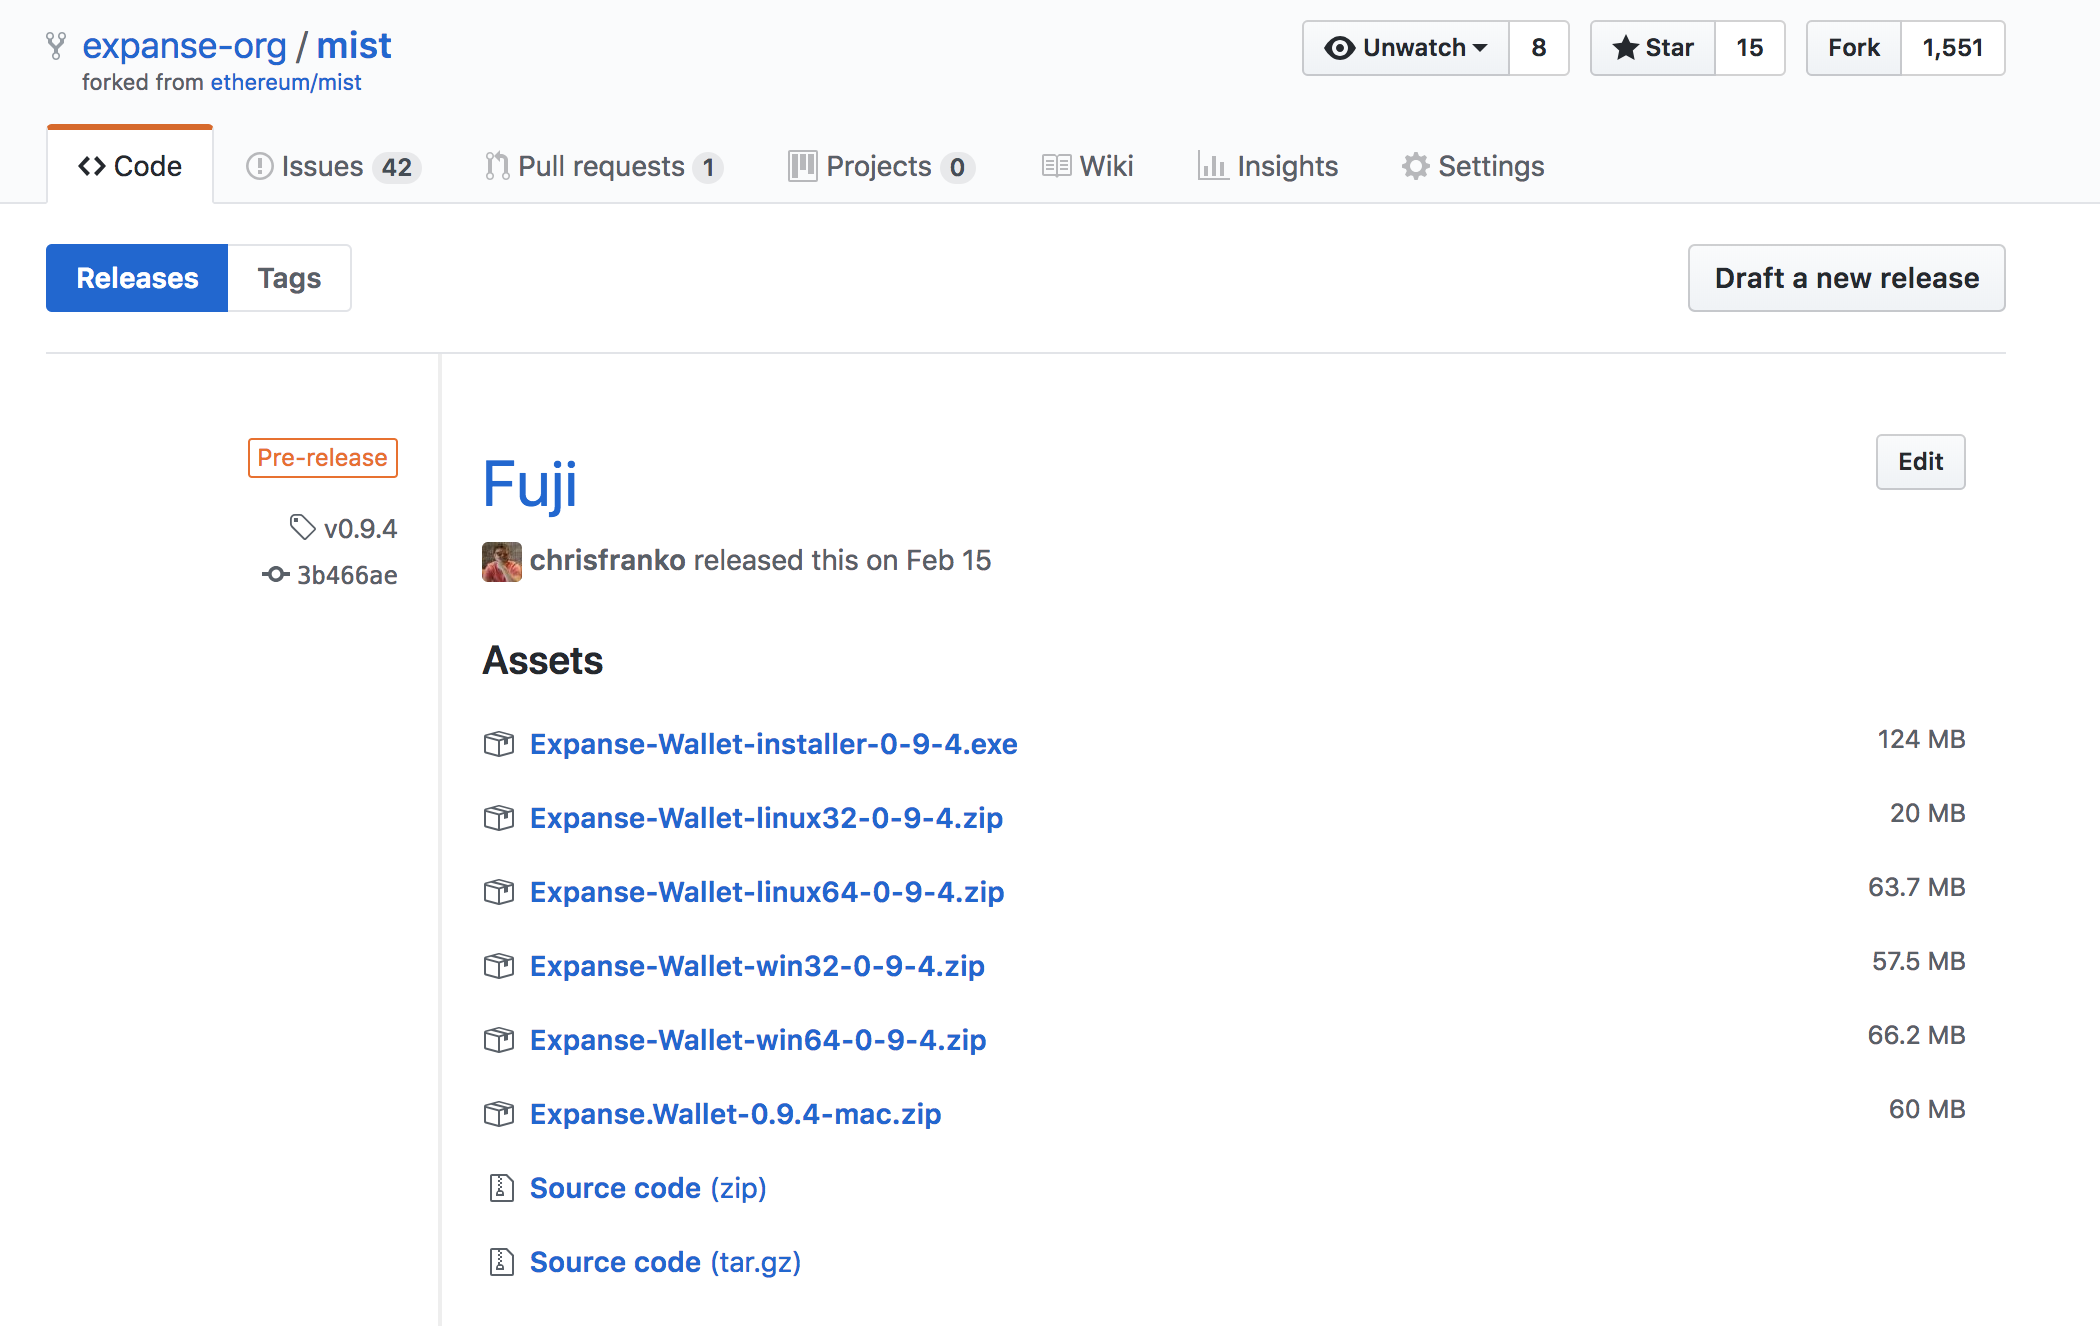 expanse-org / mist
forked from ethereum/mist
Unwatch 8 Star 15 Fork 1,551
Code Issues 42 Pull requests 1 Projects 0 Wiki Insights Settings
Releases Tags
Draft a new release
Pre-release
v0.9.4
3b466ae
Fuji
Edit
chrisfranko released this on Feb 15
Assets
Expanse-Wallet-installer-0-9-4.exe 124 MB
Expanse-Wallet-linux32-0-9-4.zip 20 MB
Expanse-Wallet-linux64-0-9-4.zip 63.7 MB
Expanse-Wallet-win32-0-9-4.zip 57.5 MB
Expanse-Wallet-win64-0-9-4.zip 66.2 MB
Expanse.Wallet-0.9.4-mac.zip 60 MB
Source code (zip)
Source code (tar.gz)